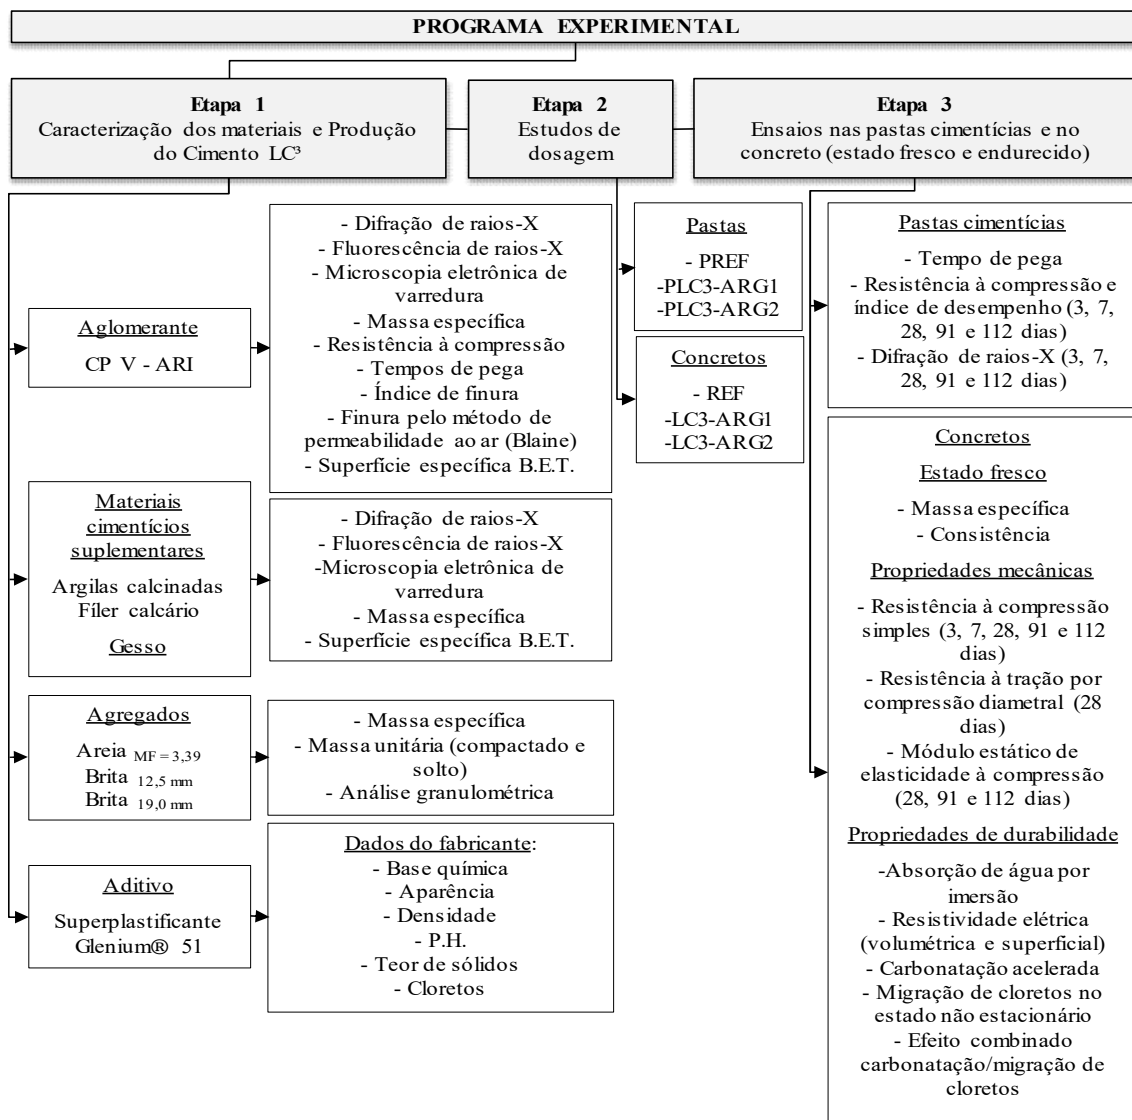 PROGRAMA EXPERIMENTAL
Etapa 1
Caracterização dos materiais e Produção
do Cimento LC³
Etapa 2
Estudos de
dosagem
Etapa 3
Ensaios nas pastas cimentícias e no
concreto (estado fresco e endurecido)
Aglomerante
CP V - ARI
- Difração de raios-X
- Fluorescência de raios-X
- Microscopia eletrônica de
varredura
- Massa específica
- Resistência à compressão
- Tempos de pega
- Índice de finura
- Finura pelo método de
permeabilidade ao ar (Blaine)
- Superfície específica B.E.T.
Materiais
cimentícios
suplementares
Argilas calcinadas
Fíler calcário
Gesso
- Difração de raios-X
- Fluorescência de raios-X
-Microscopia eletrônica de
varredura
- Massa específica
- Superfície específica B.E.T.
Agregados
Areia MF = 3,39
Brita 12,5 mm
Brita 19,0 mm
- Massa específica
- Massa unitária (compactado e
solto)
- Análise granulométrica
Aditivo
Superplastificante
Glenium® 51
Dados do fabricante:
- Base química
- Aparência
- Densidade
- P.H.
- Teor de sólidos
- Cloretos
Pastas
- PREF
-PLC3-ARG1
-PLC3-ARG2
Concretos
- REF
-LC3-ARG1
-LC3-ARG2
Pastas cimentícias
- Tempo de pega
- Resistência à compressão e
índice de desempenho (3, 7,
28, 91 e 112 dias)
- Difração de raios-X (3, 7,
28, 91 e 112 dias)
Concretos
Estado fresco
- Massa específica
- Consistência
Propriedades mecânicas
- Resistência à compressão
simples (3, 7, 28, 91 e 112
dias)
- Resistência à tração por
compressão diametral (28
dias)
- Módulo estático de
elasticidade à compressão
(28, 91 e 112 dias)
Propriedades de durabilidade
-Absorção de água por
imersão
- Resistividade elétrica
(volumétrica e superficial)
- Carbonatação acelerada
- Migração de cloretos no
estado não estacionário
- Efeito combinado
carbonatação/migração de
cloretos